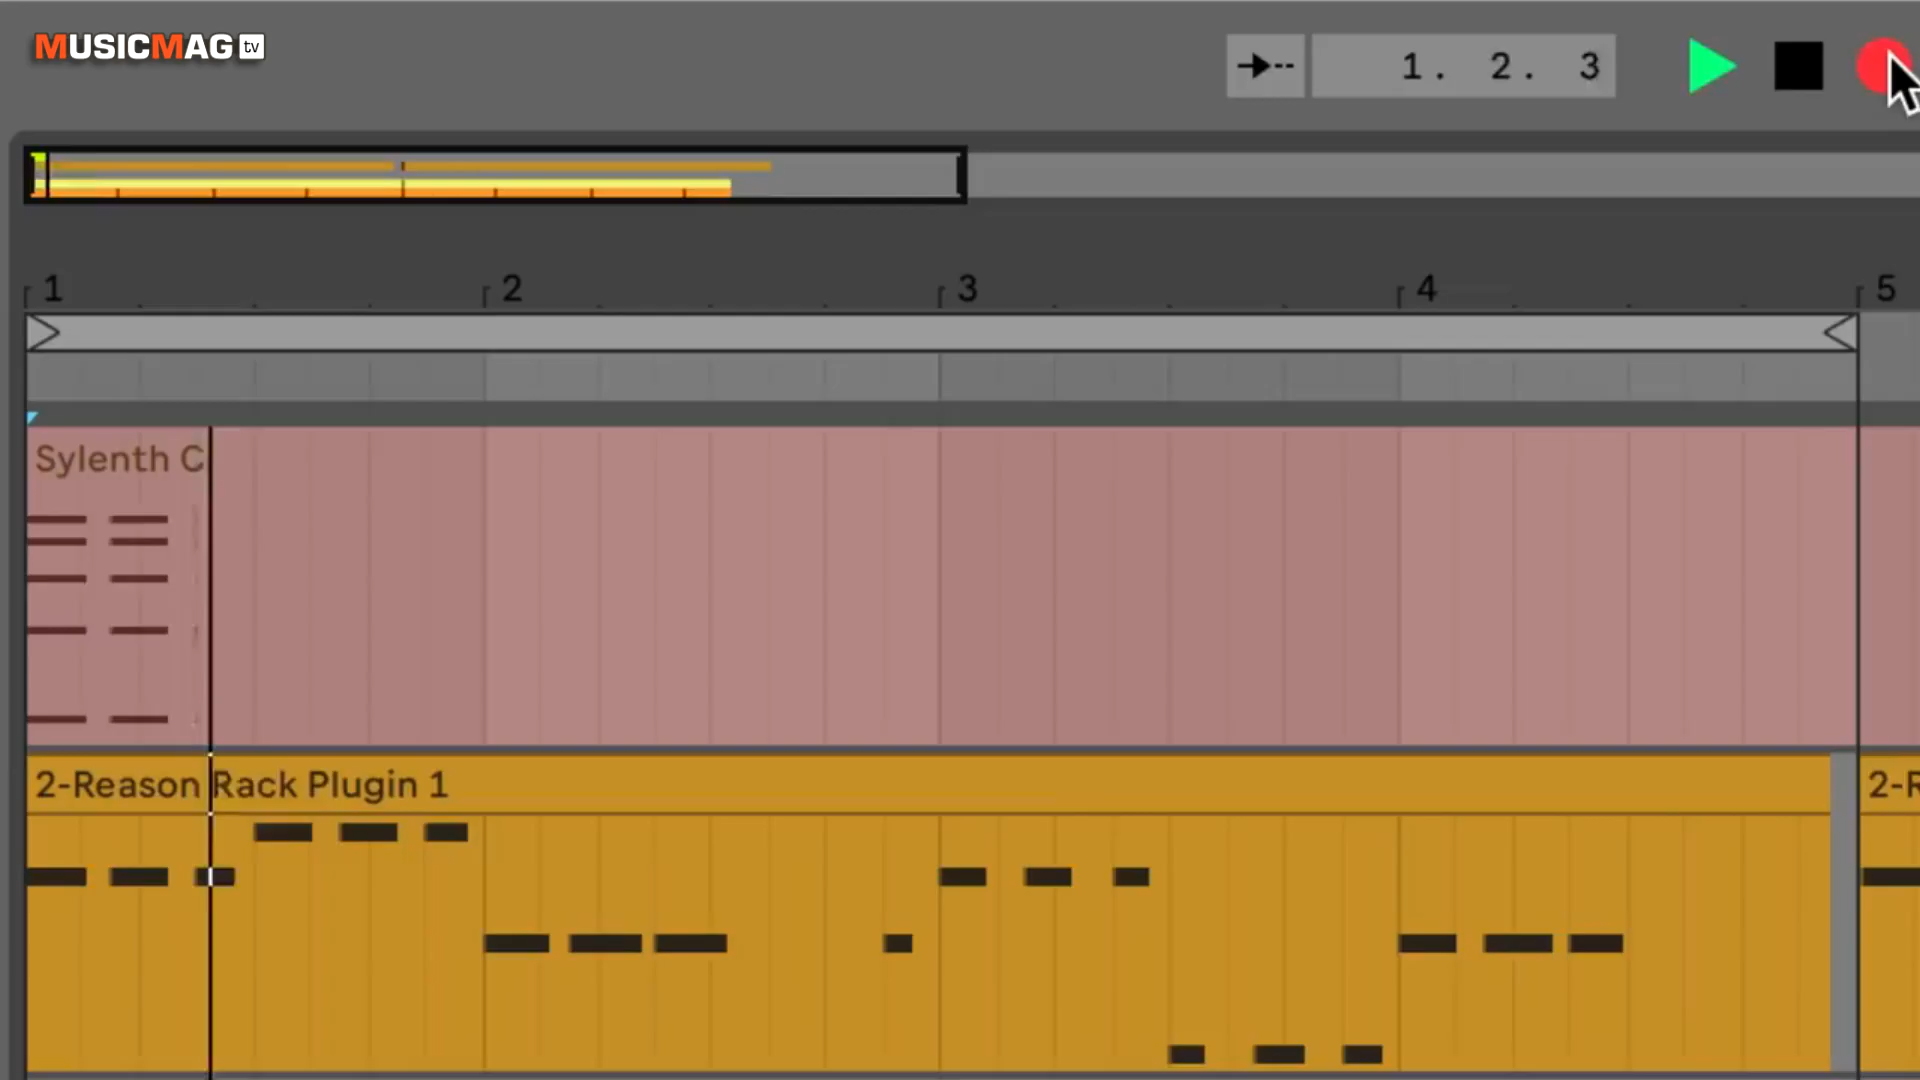 MUSICMAG tv
1. 2. 3
1 2 3 4 5
Sylenth C
2-Reason Rack Plugin 1
2-R